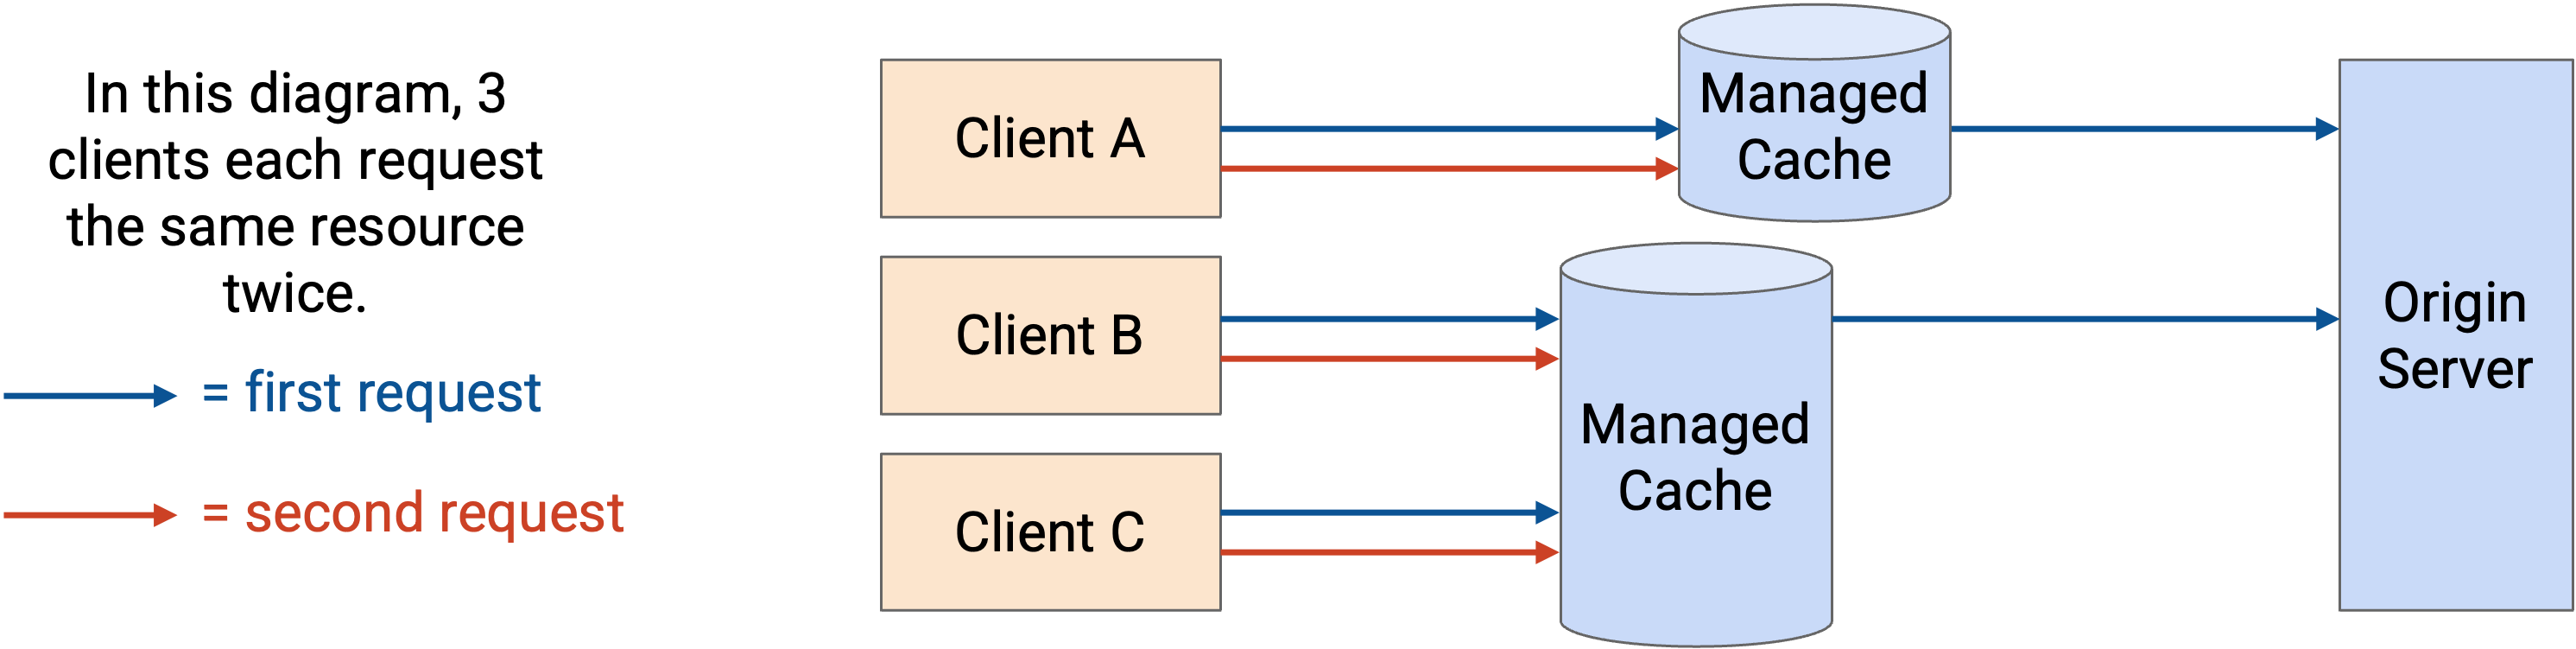 In this diagram, 3
clients each request
the same resource
twice.
= first request
= second request
Client A
Client B
Client C
Managed
Cache
Managed
Cache
Origin
Server